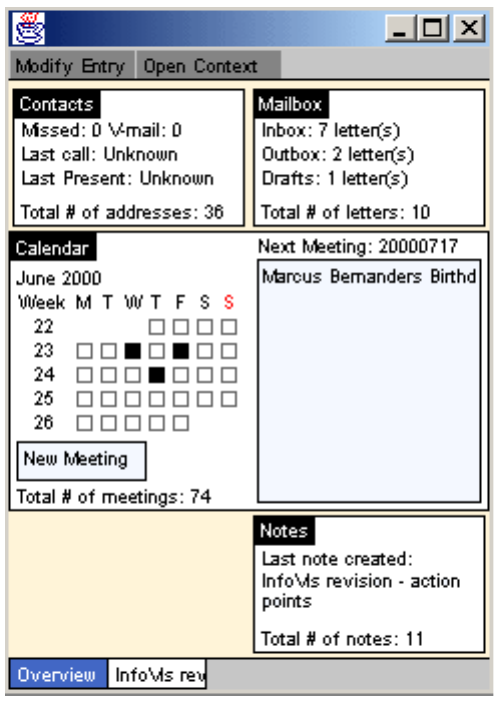 Modify Entry Open Context
Contacts
Missed: 0 V-mail: 0
Last call: Unknown
Last Present: Unknown
Total # of addresses: 36
Mailbox
Inbox: 7 letter(s)
Outbox: 2 letter(s)
Drafts: 1 letter(s)
Total # of letters: 10
Calendar
June 2000
Week M T W T F S S
22
23
24
25
26
New Meeting
Total # of meetings: 74
Next Meeting: 20000717
Marcus Bernanders Birthd
Notes
Last note created:
InfoVis revision - action
points
Total # of notes: 11
Overview InfoVis rev